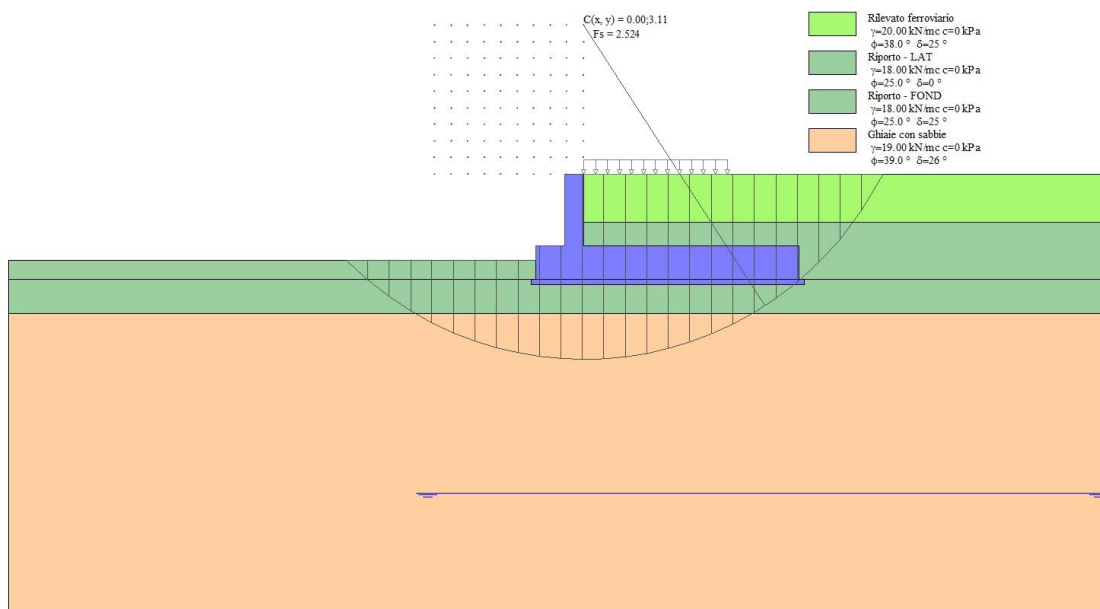 C(x, y) = 0.00;3.11
Fs = 2.524
Rilevato ferroviario
γ=20.00 kN/mc c=0 kPa
ϕ=38.0 ° δ=25 °
Riporto - LAT
γ=18.00 kN/mc c=0 kPa
ϕ=25.0 ° δ=0 °
Riporto - FOND
γ=18.00 kN/mc c=0 kPa
ϕ=25.0 ° δ=25 °
Ghiaie con sabbie
γ=19.00 kN/mc c=0 kPa
ϕ=39.0 ° δ=26 °